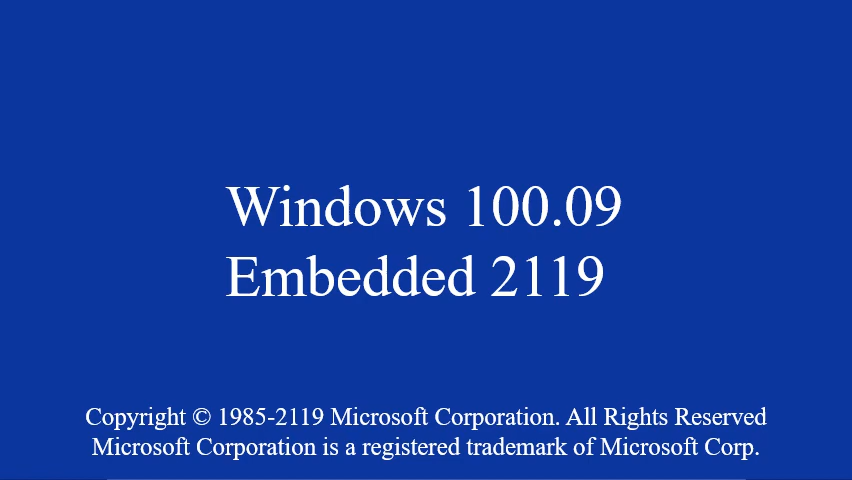 Windows 100.09
Embedded 2119
Copyright © 1985-2119 Microsoft Corporation. All Rights Reserved
Microsoft Corporation is a registered trademark of Microsoft Corp.